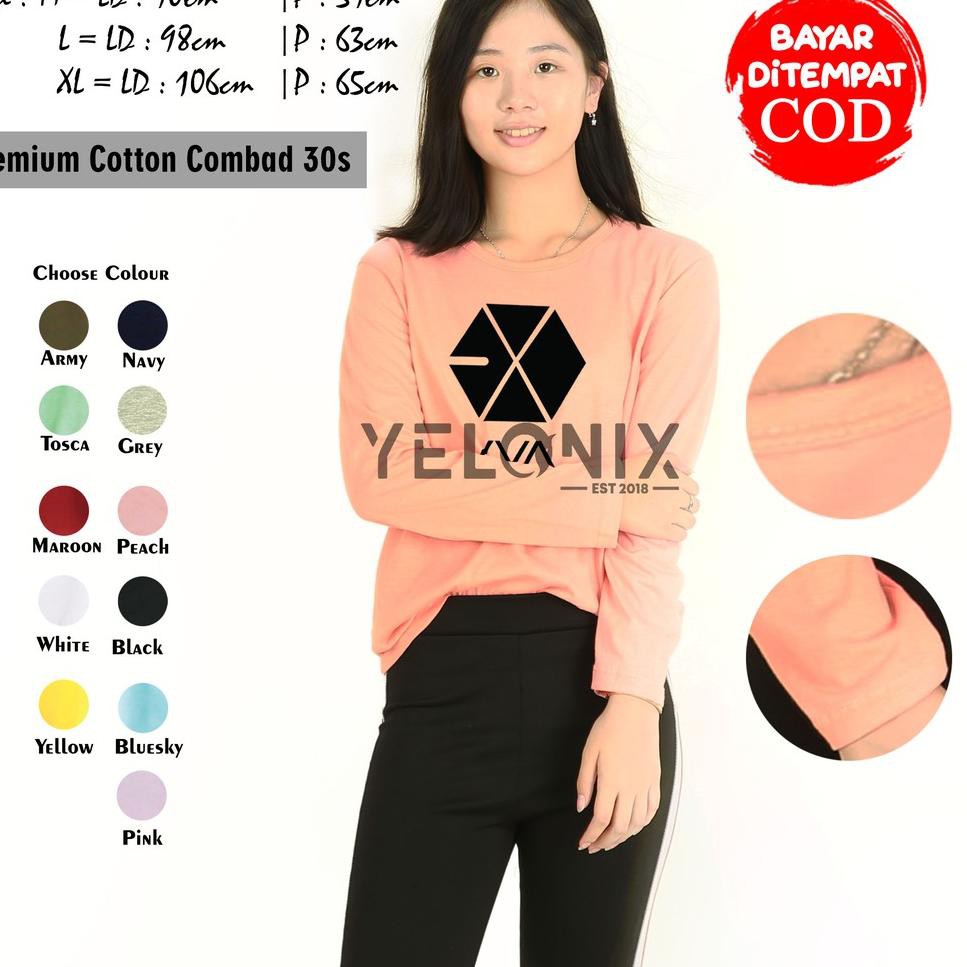 L = LD : 98cm | P : 63cm
XL = LD : 106cm | P : 65cm
BAYAR
DiTEMPAT
COD
emium Cotton Combad 30s
Choose Colour
Army Navy
Tosca Grey
Maroon Peach
White Black
Yellow Bluesky
Pink
YELONIX
EST 2018